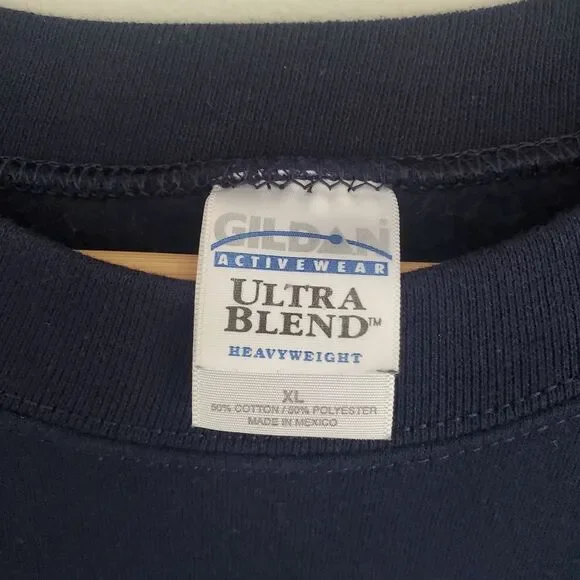 GILDAN
ACTIVEWEAR
ULTRA
BLEND™
HEAVYWEIGHT
XL
50% COTTON / 50% POLYESTER
MADE IN MEXICO